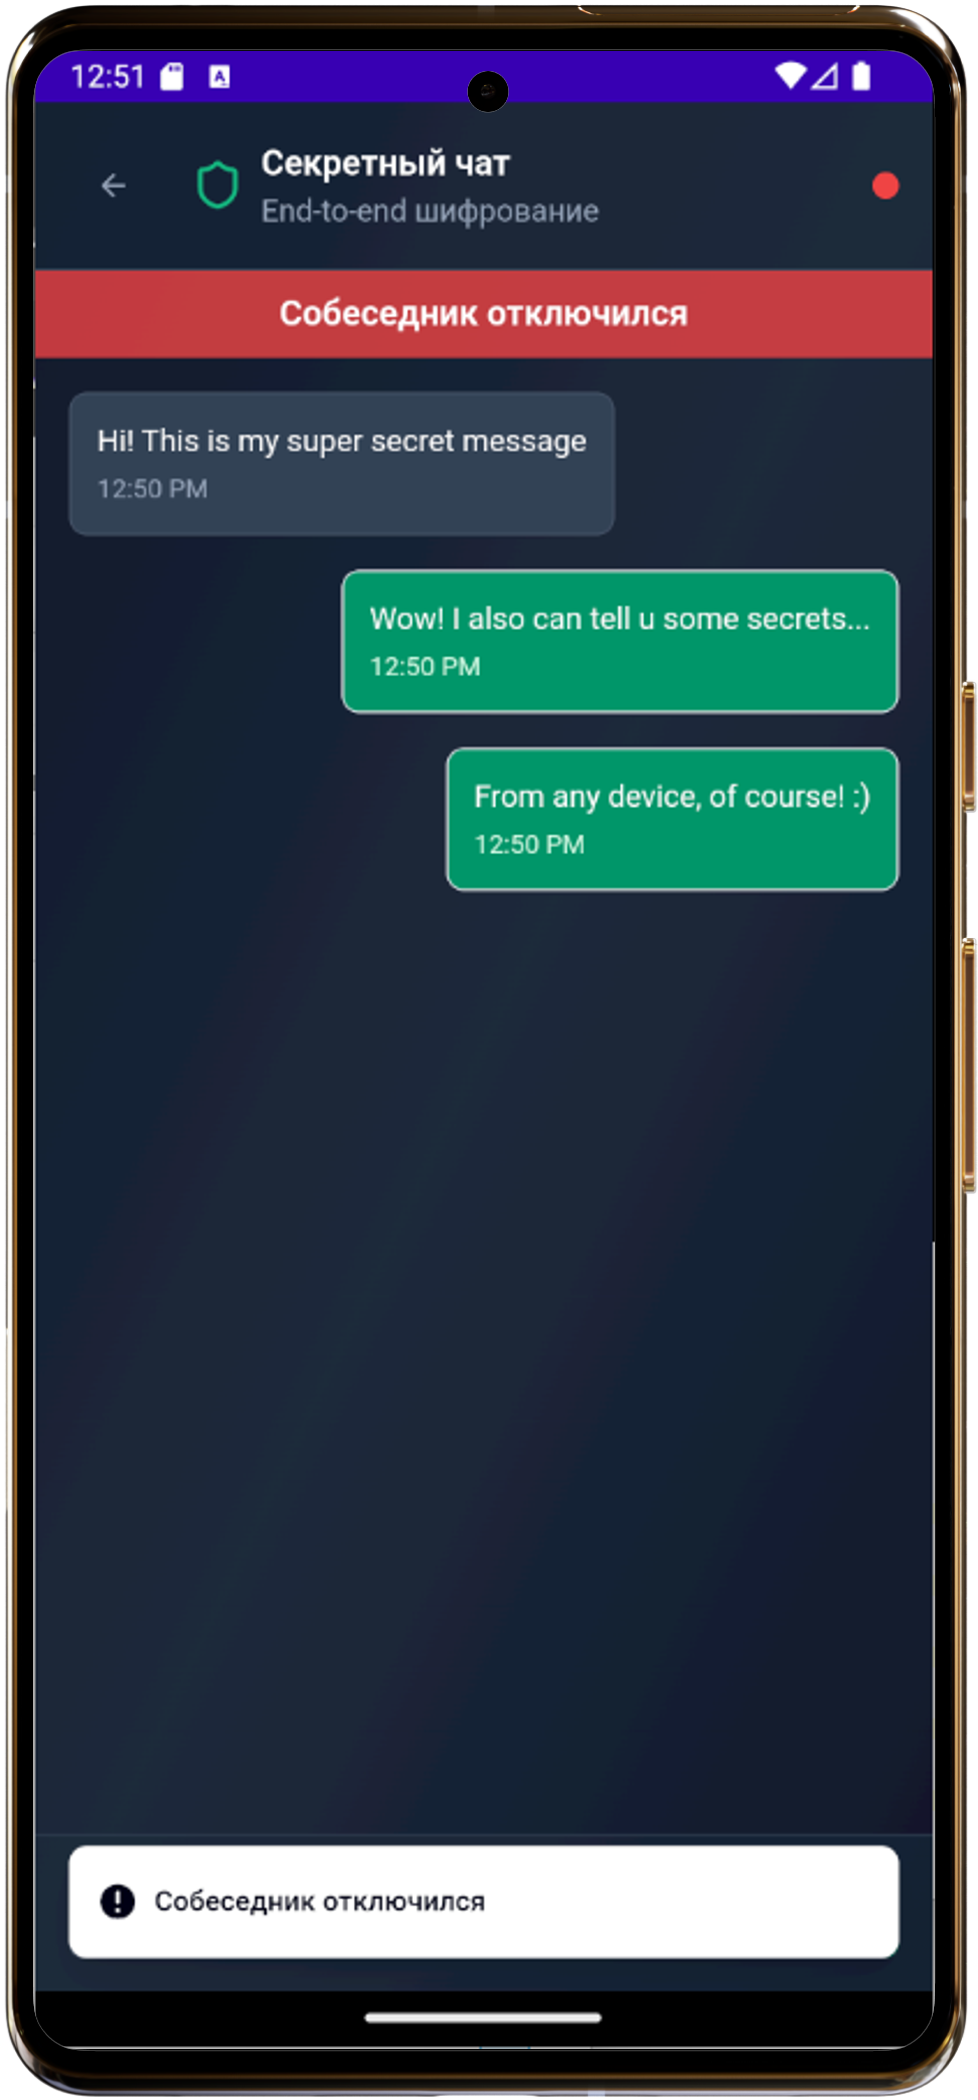 12:51
A
Секретный чат
End-to-end шифрование
Собеседник отключился
Hi! This is my super secret message
12:50 PM
Wow! I also can tell u some secrets...
12:50 PM
From any device, of course! :)
12:50 PM
Собеседник отключился